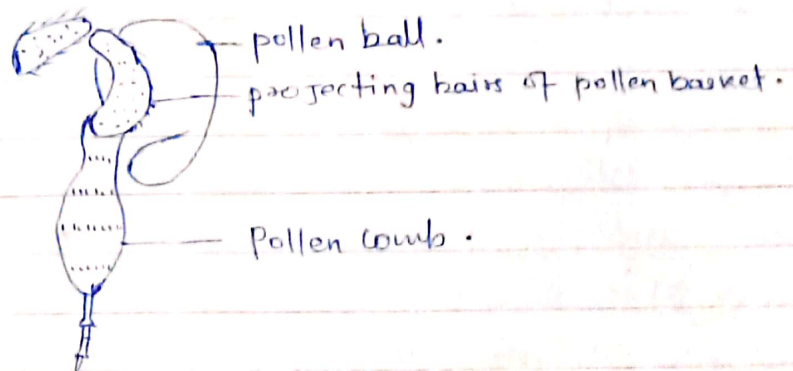 pollen ball.
projecting hairs of pollen basket.
Pollen comb.